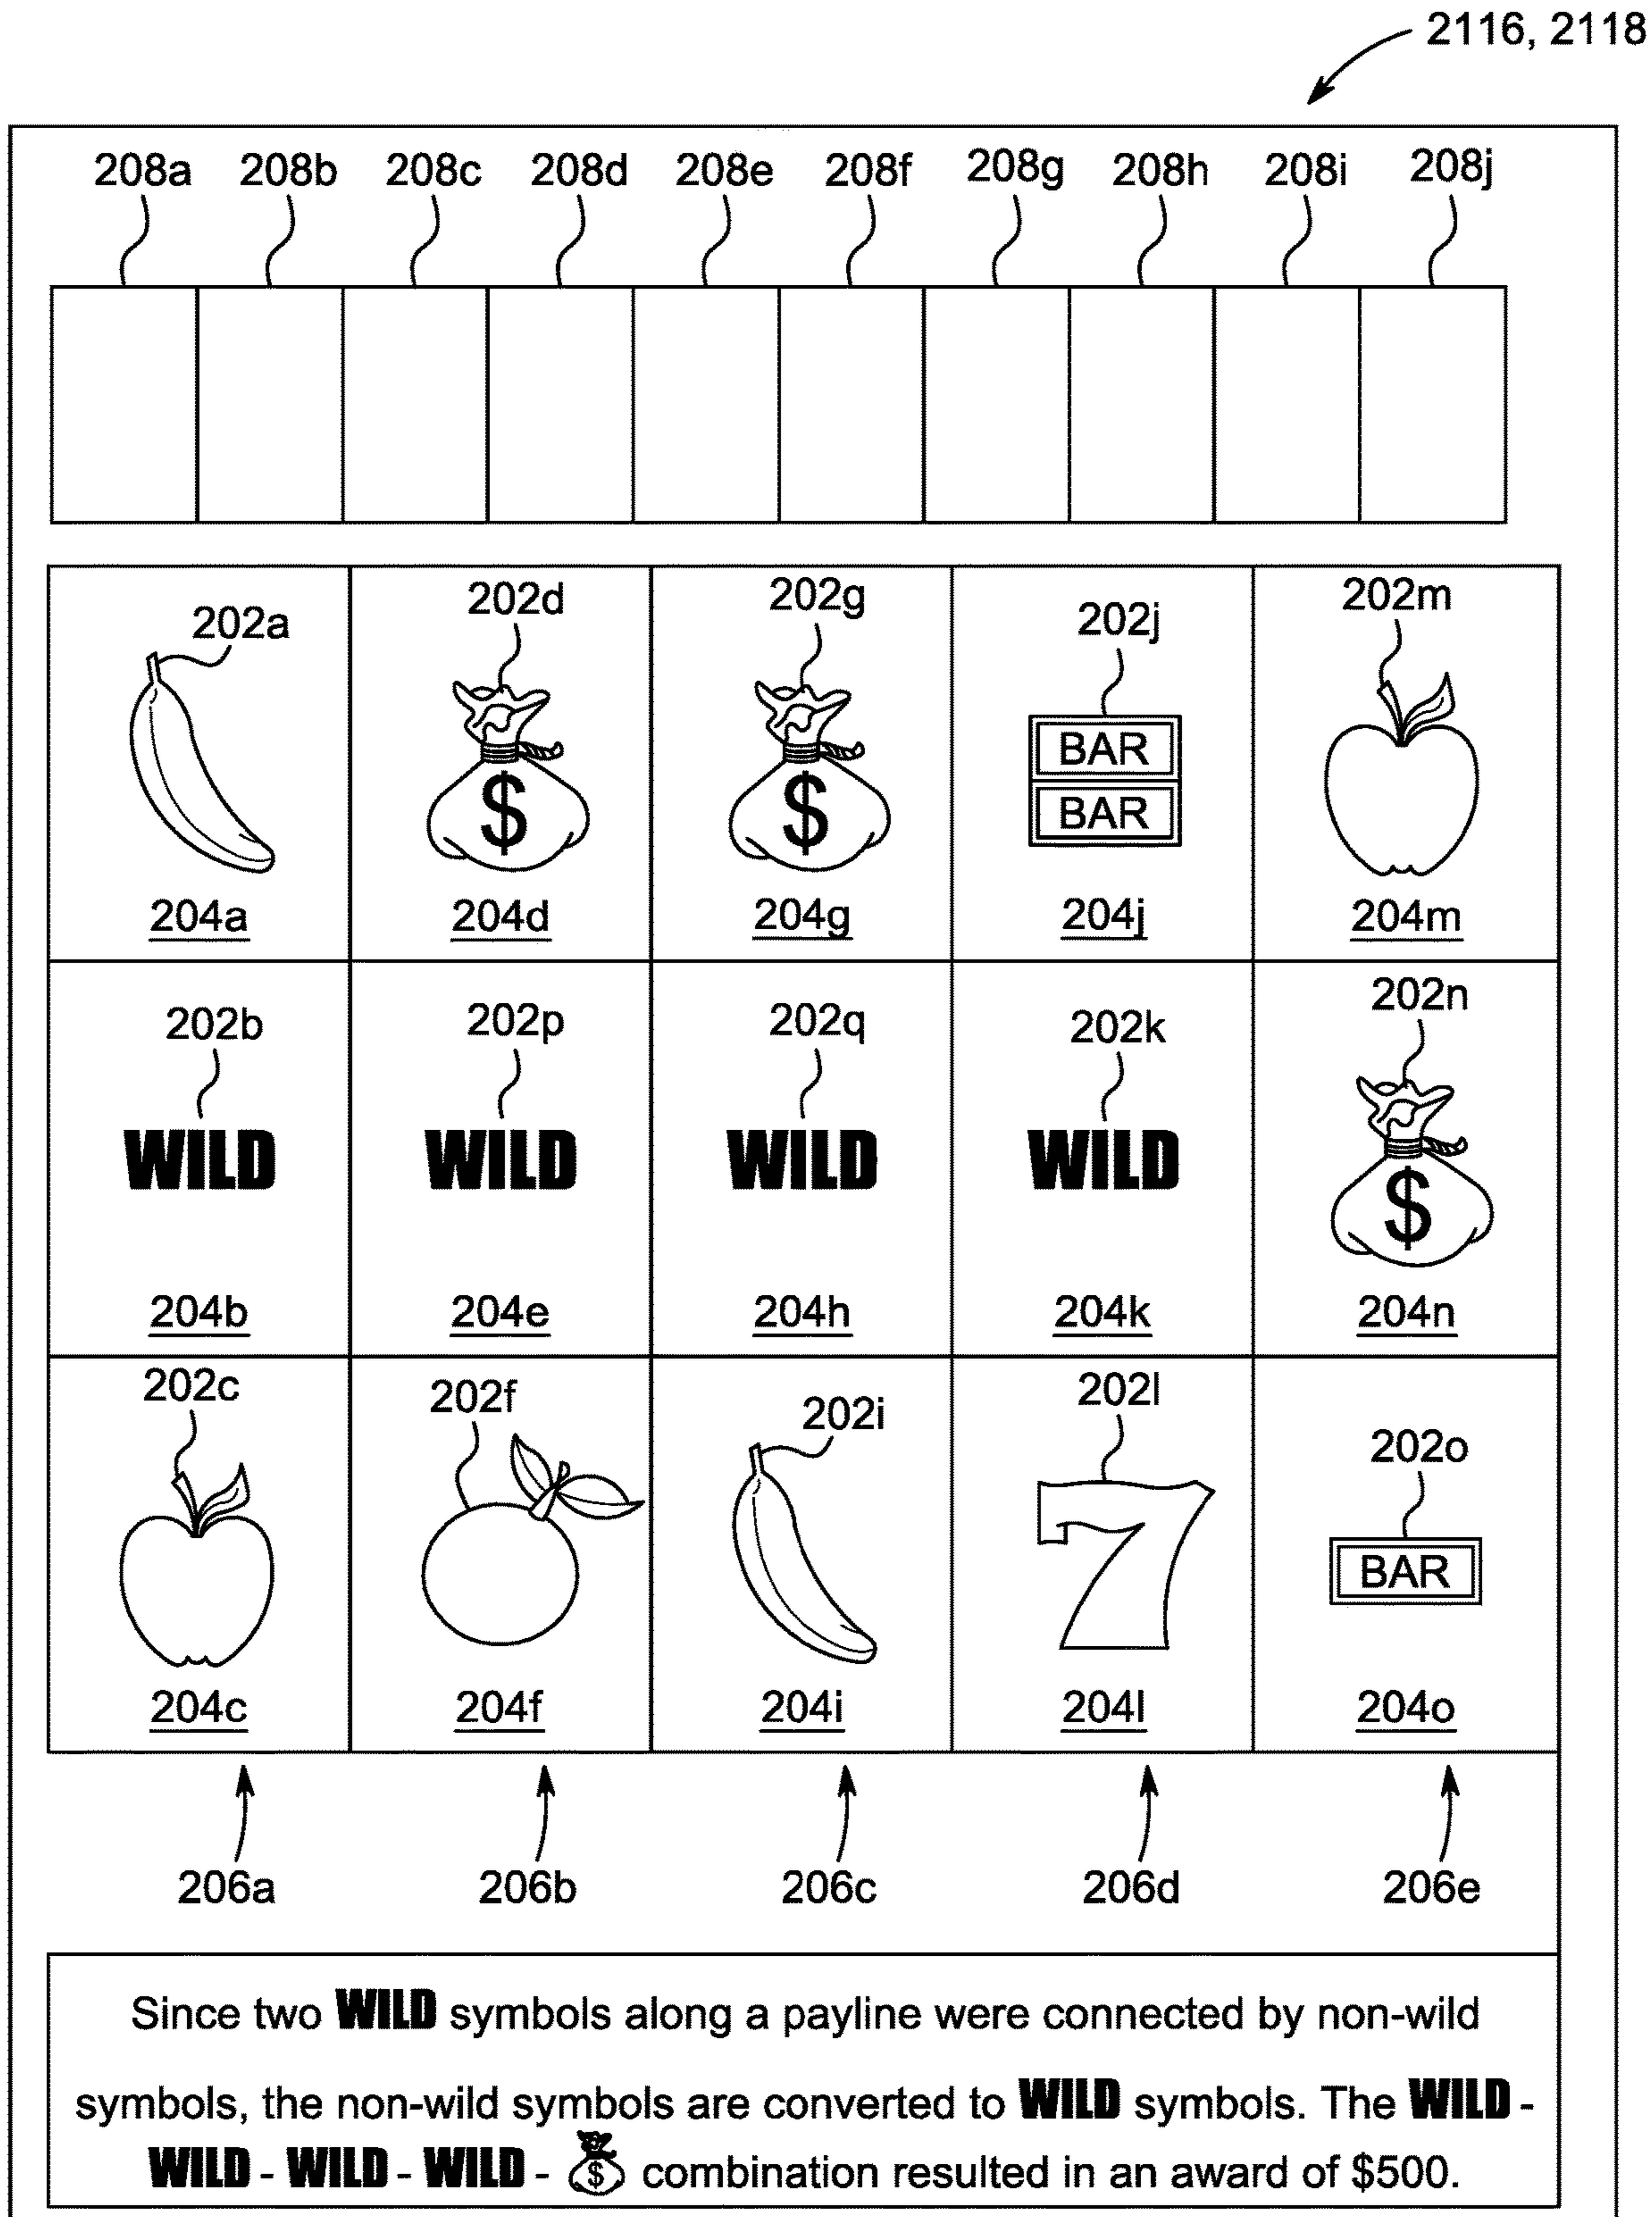 2116, 2118
208a 208b 208c 208d 208e 208f 208g 208h 208i 208j
202a 202d 202g 202j 202m
$ $ BAR
BAR
204a 204d 204g 204j 204m
202b 202p 202q 202k 202n
WILD WILD WILD WILD $
204b 204e 204h 204k 204n
202c 202f 202i 202l 202o
7 BAR
204c 204f 204i 204l 204o
206a 206b 206c 206d 206e
Since two WILD symbols along a payline were connected by non-wild
symbols, the non-wild symbols are converted to WILD symbols. The WILD -
WILD - WILD - WILD - $ combination resulted in an award of $500.